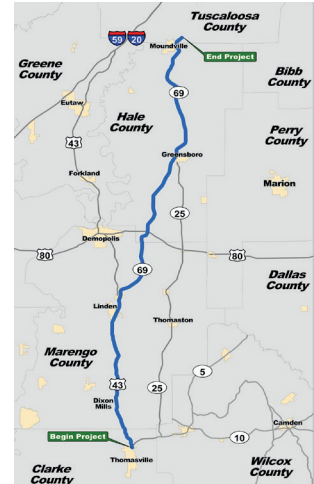 Tuscaloosa
County
59
20
Moundville
End Project
Greene
County
Bibb
County
69
Eutaw
Hale
County
43
Perry
County
Greensboro
Forkland
Marion
25
Demopolis
80
80
69
Dallas
County
Linden
Thomaston
Marengo
County
5
43
25
Dixon
Mills
Camden
Begin Project
10
Thomasville
Clarke
County
Wilcox
County